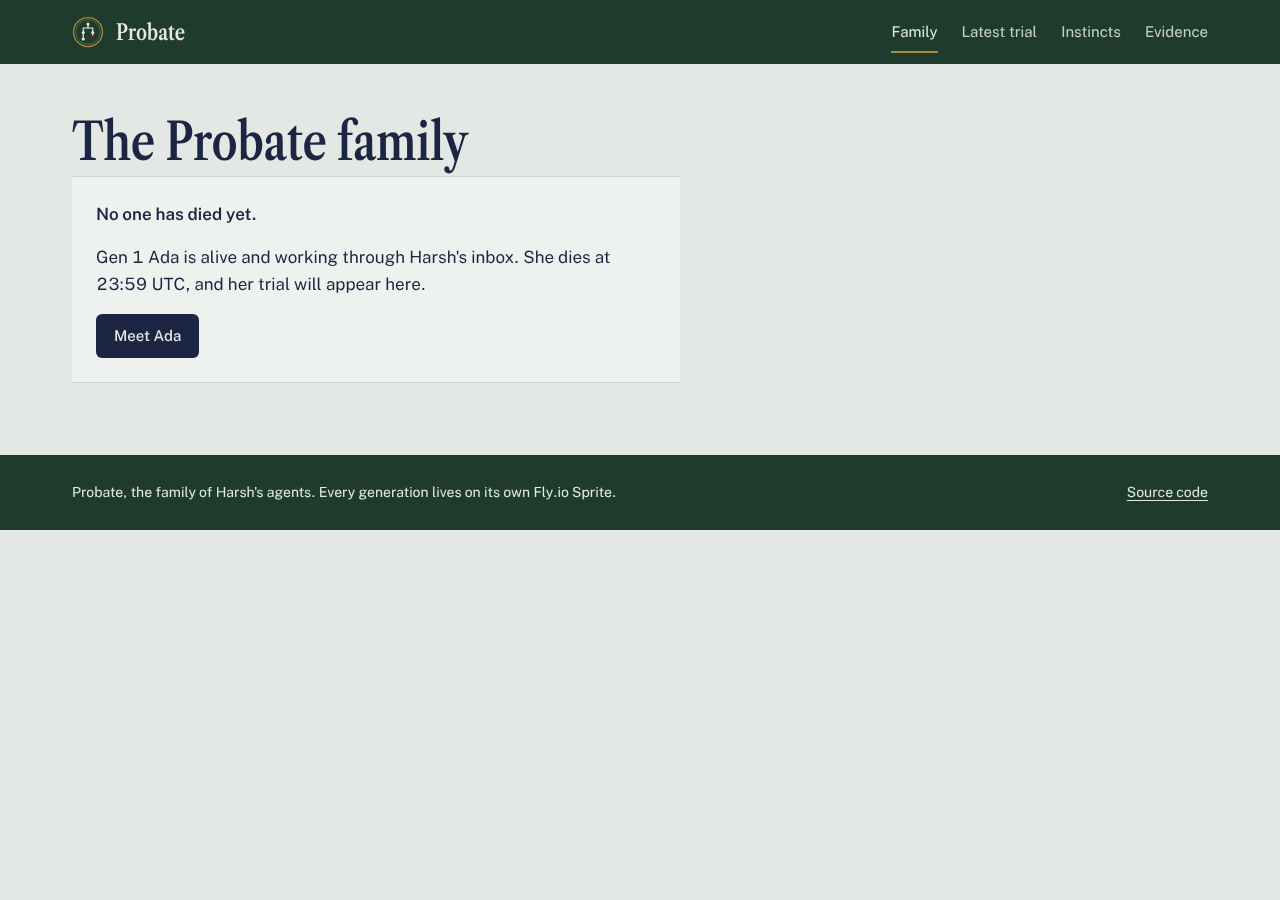 Probate
Family
Latest trial
Instincts
Evidence
The Probate family
No one has died yet.
Gen 1 Ada is alive and working through Harsh's inbox. She dies at
23:59 UTC, and her trial will appear here.
Meet Ada
Probate, the family of Harsh's agents. Every generation lives on its own Fly.io Sprite.
Source code